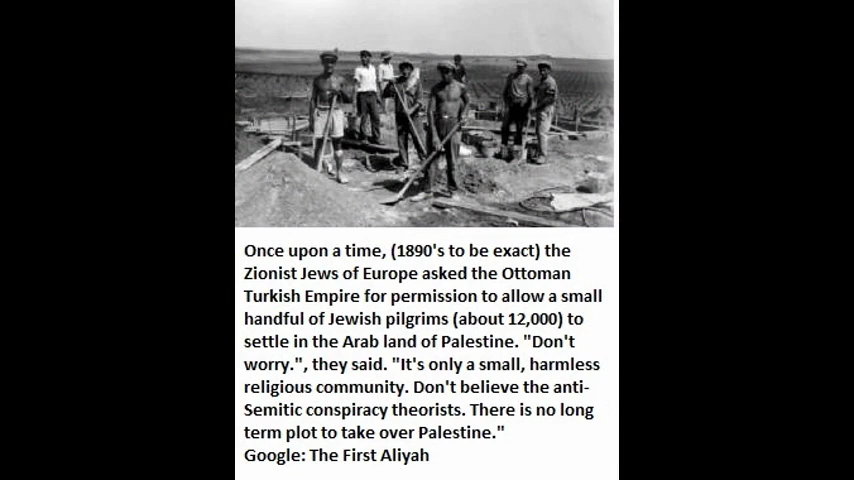 Once upon a time, (1890's to be exact) the
Zionist Jews of Europe asked the Ottoman
Turkish Empire for permission to allow a small
handful of Jewish pilgrims (about 12,000) to
settle in the Arab land of Palestine. "Don't
worry.", they said. "It's only a small, harmless
religious community. Don't believe the anti-
Semitic conspiracy theorists. There is no long
term plot to take over Palestine."
Google: The First Aliyah